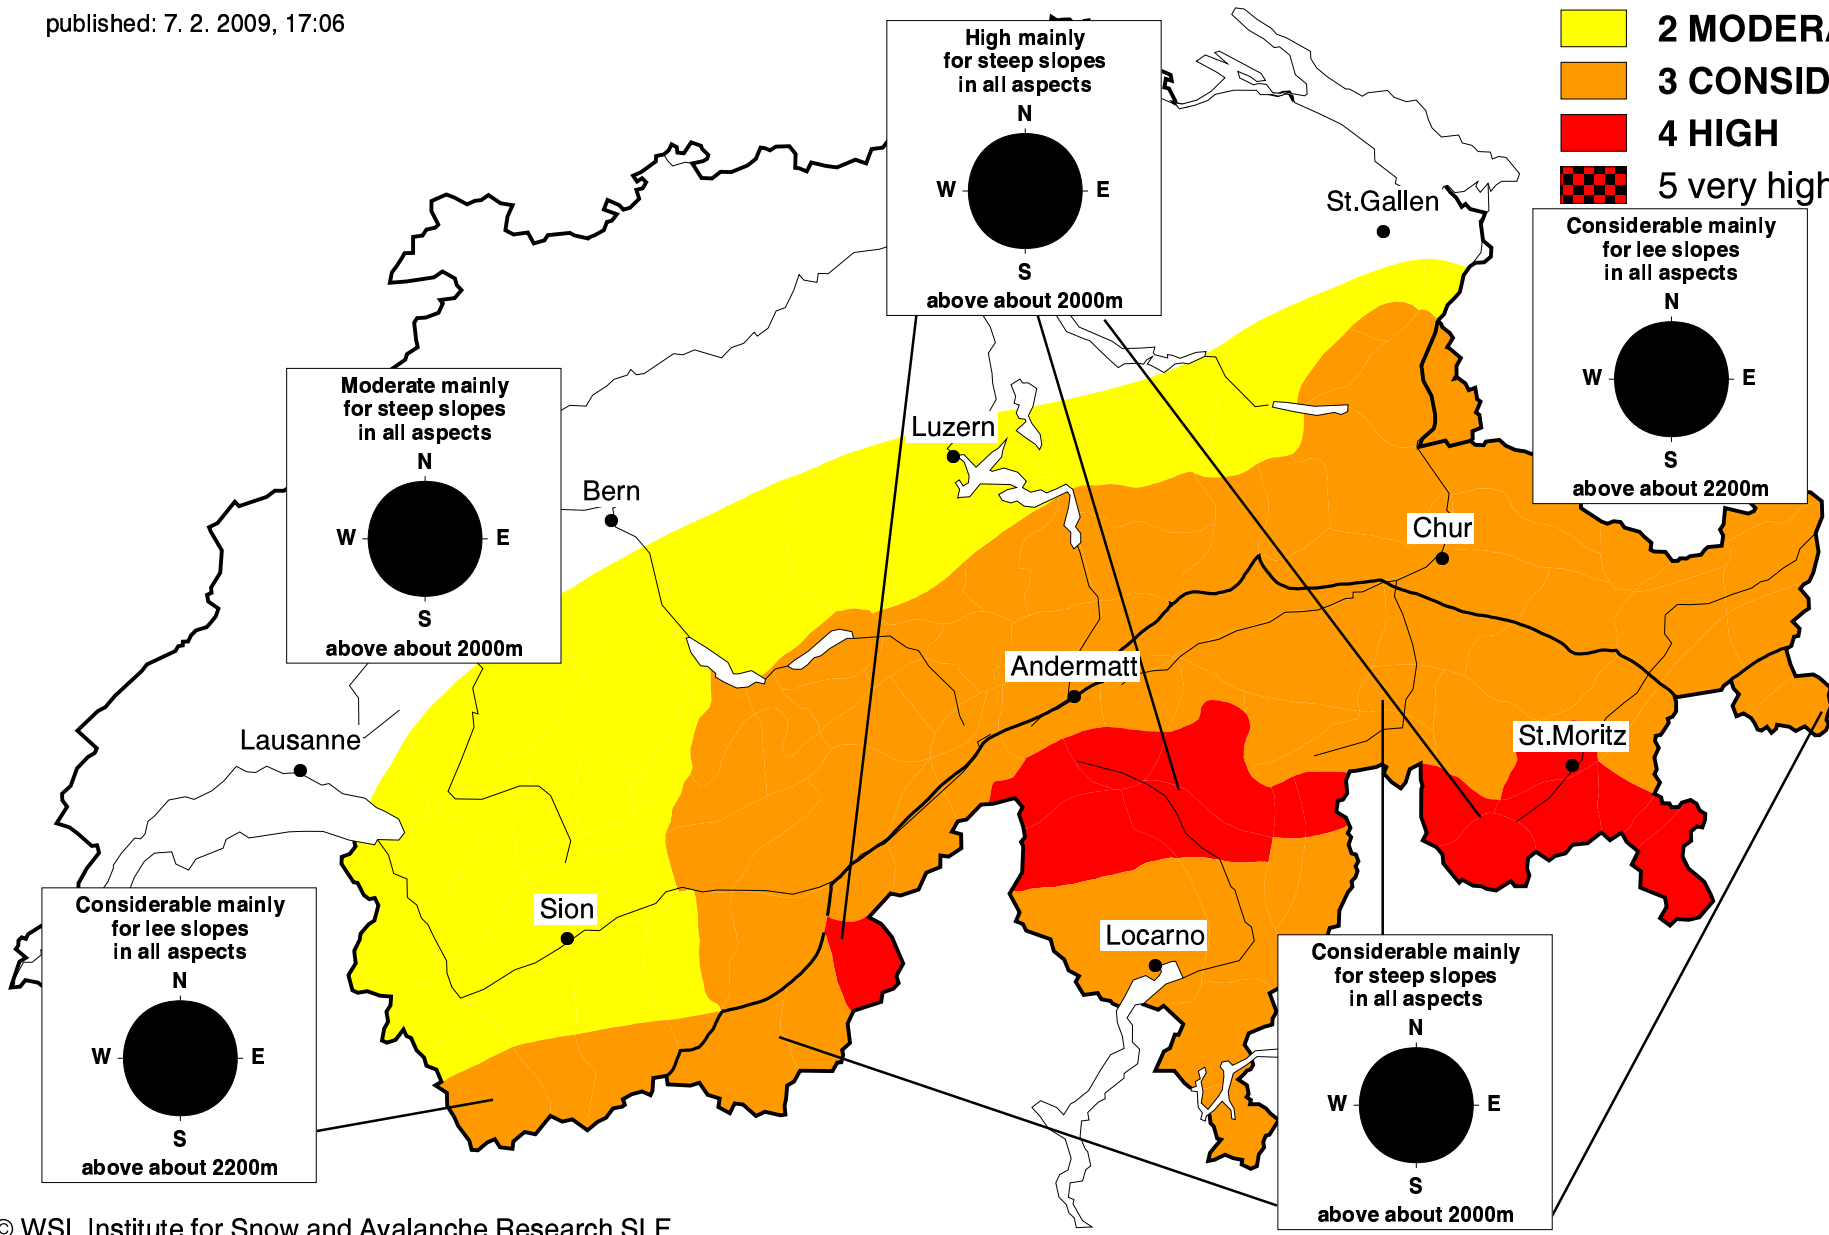 published: 7. 2. 2009, 17:06
2 MODERA
3 CONSID
4 HIGH
5 very high
High mainly
for steep slopes
in all aspects
N
W
E
S
above about 2000m
St.Gallen
Considerable mainly
for lee slopes
in all aspects
N
W
E
S
above about 2200m
Moderate mainly
for steep slopes
in all aspects
N
W
E
S
above about 2000m
Luzern
Bern
Chur
Andermatt
Lausanne
St.Moritz
Sion
Locarno
Considerable mainly
for lee slopes
in all aspects
N
W
E
S
above about 2200m
Considerable mainly
for steep slopes
in all aspects
N
W
E
S
above about 2000m
© WSL Institute for Snow and Avalanche Research SLF